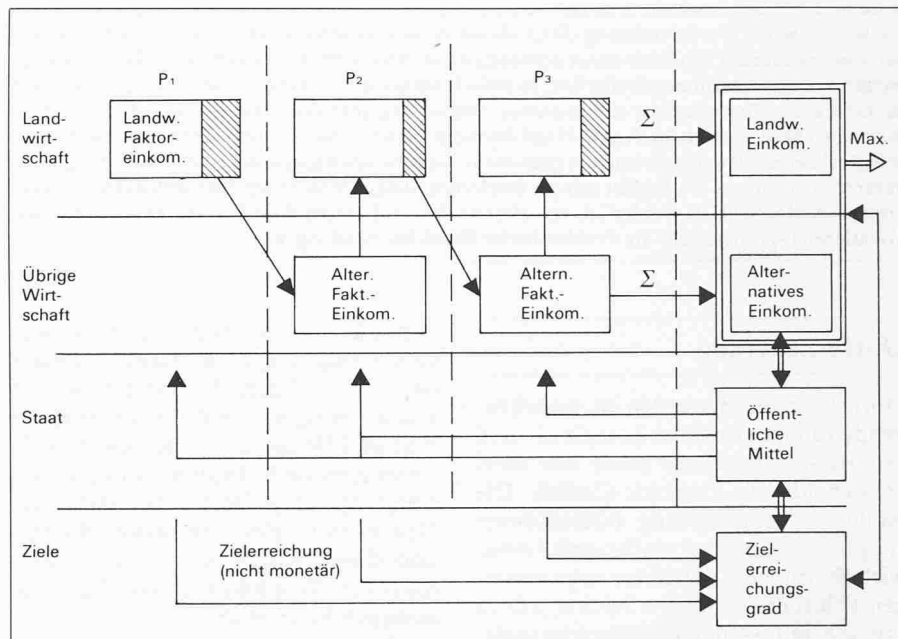 P1
P2
P3
Land-
wirt-
schaft
Landw.
Faktor-
einkom.
Σ
Landw.
Einkom.
Max.
Übrige
Wirt-
schaft
Alter.
Fakt.-
Einkom.
Altern.
Fakt.-
Einkom.
Σ
Alter-
natives
Einkom.
Staat
Öffent-
liche
Mittel
Ziele
Zielerreichung
(nicht monetär)
Ziel-
errei-
chungs-
grad